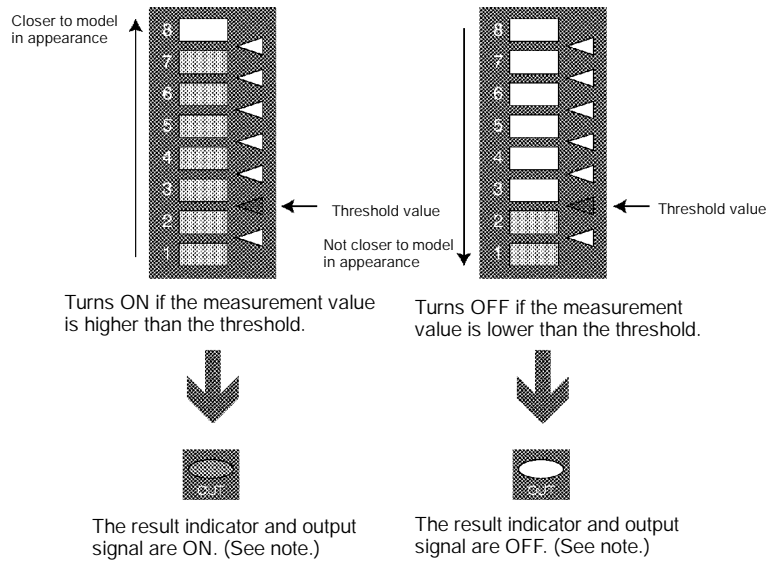 Closer to model
in appearance
8
7
6
5
4
3
2
1
Threshold value
Turns ON if the measurement value
is higher than the threshold.
OUT
The result indicator and output
signal are ON. (See note.)
8
7
6
5
4
3
2
1
Threshold value
Not closer to model
in appearance
Turns OFF if the measurement
value is lower than the threshold.
OUT
The result indicator and output
signal are OFF. (See note.)